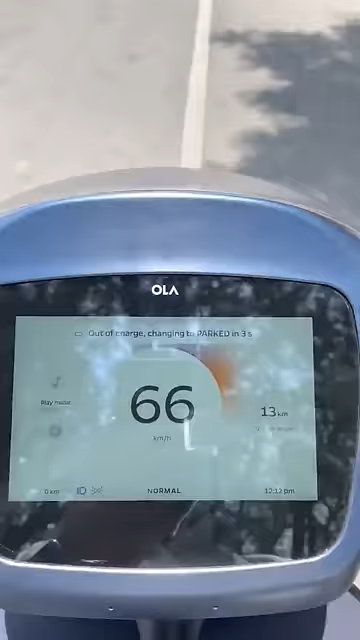 OLA
Out of charge, changing to PARKED in 3 s
66
km/h
Play music
13 km
0 km
NORMAL
12:12 pm